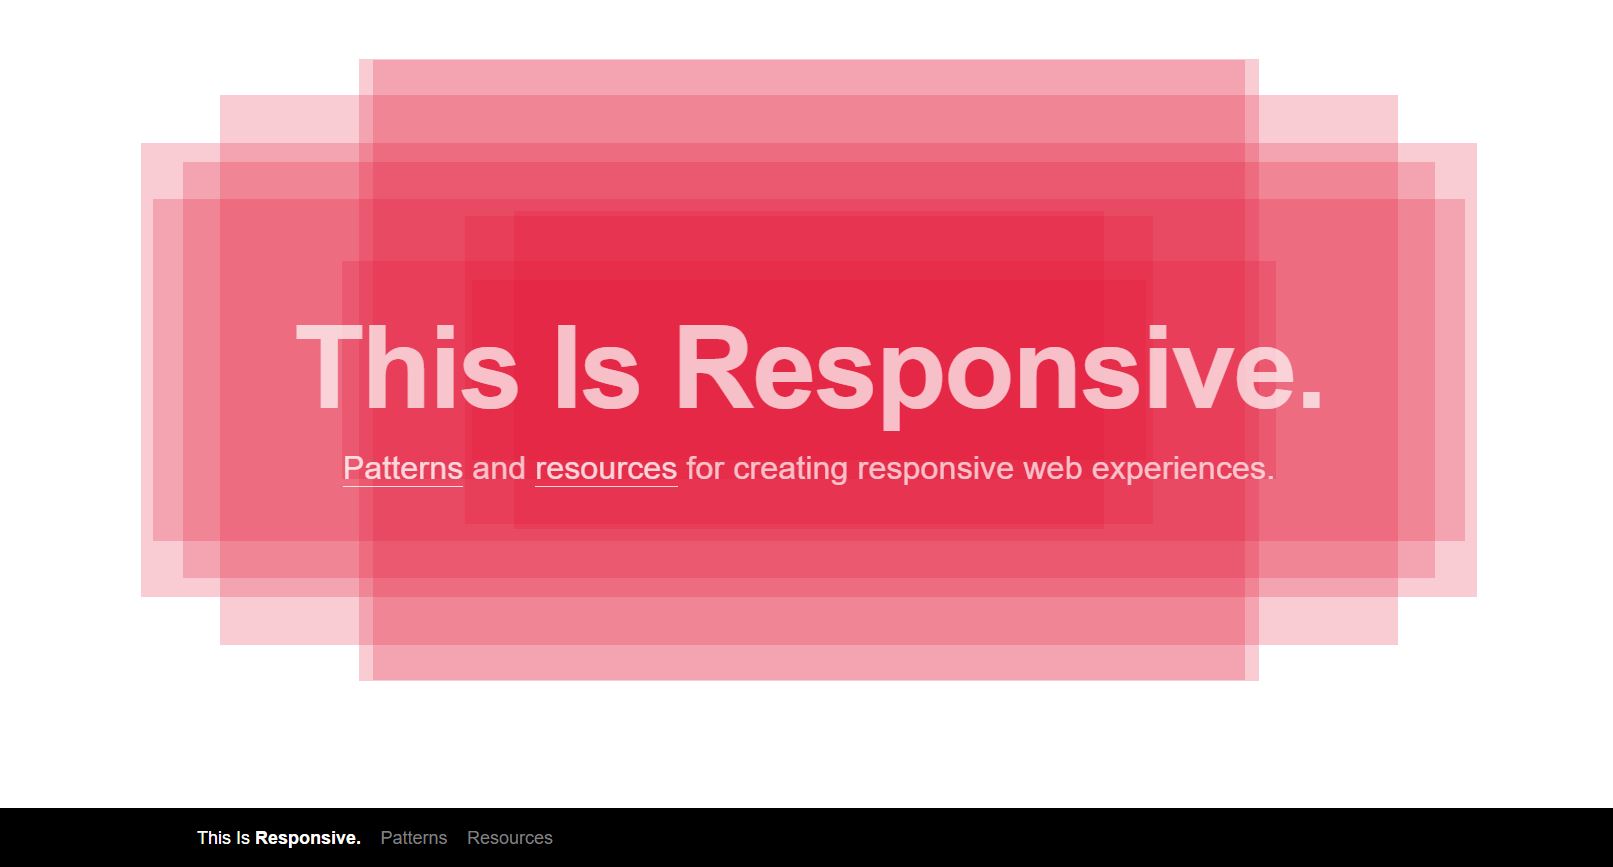 This Is Responsive.
Patterns and resources for creating responsive web experiences.
This Is Responsive. Patterns Resources